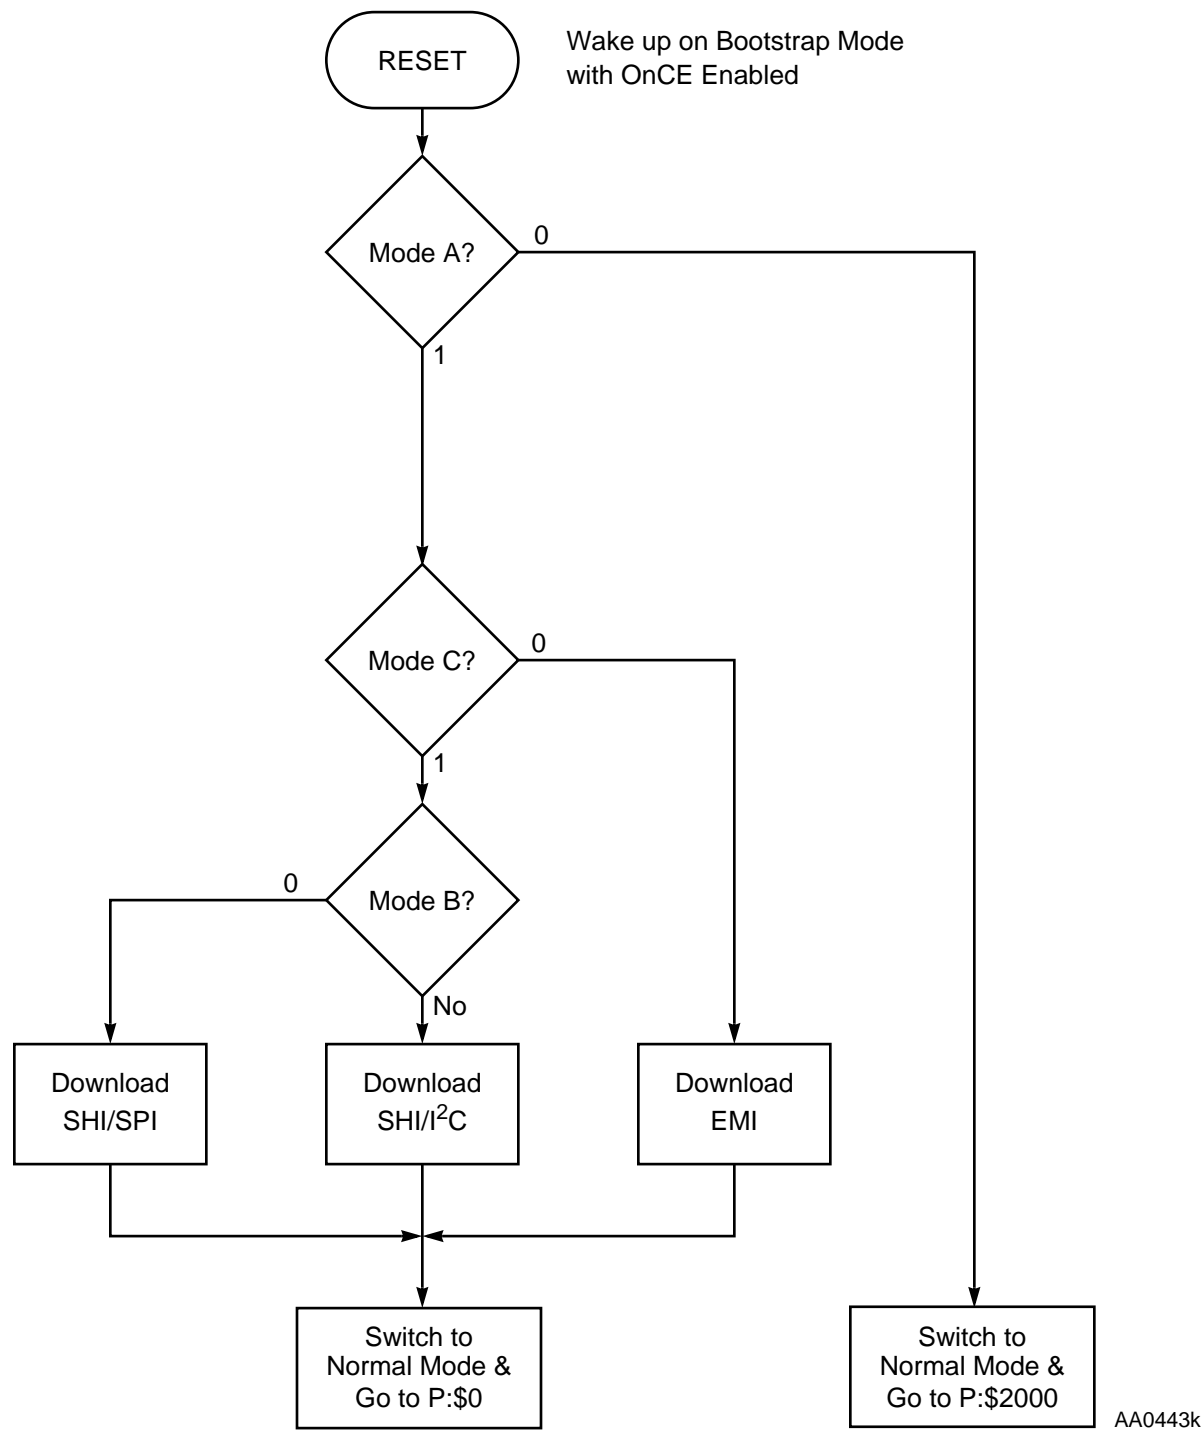 RESET
Wake up on Bootstrap Mode
with OnCE Enabled
Mode A?
0
1
Mode C?
0
1
Mode B?
0
No
Download
SHI/SPI
Download
SHI/I²C
Download
EMI
Switch to
Normal Mode &
Go to P:$0
Switch to
Normal Mode &
Go to P:$2000
AA0443k